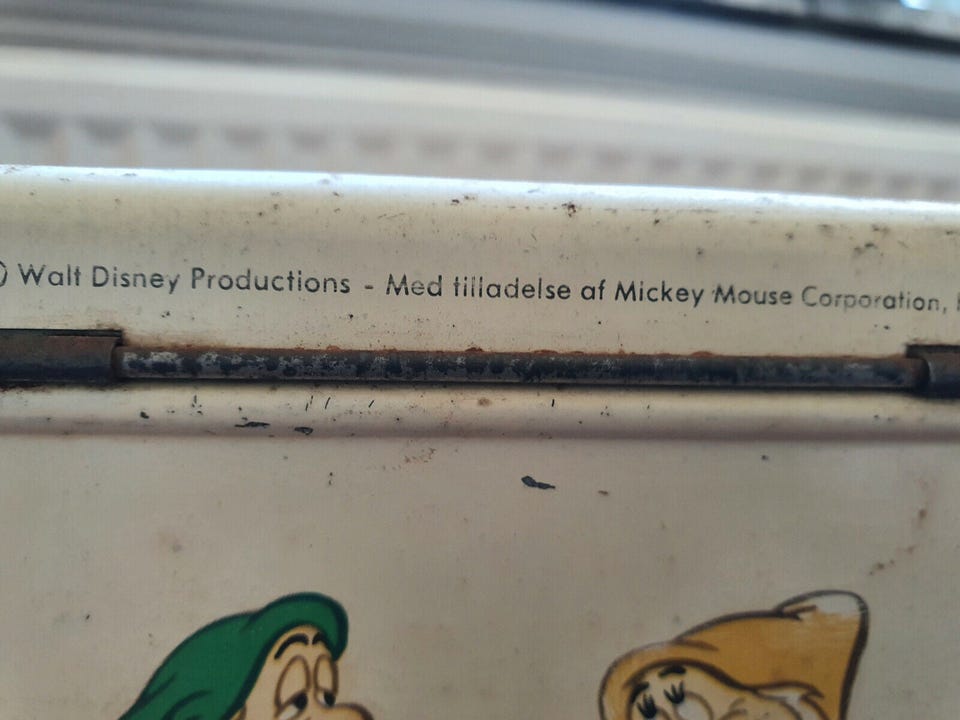 ) Walt Disney Productions - Med tilladelse af Mickey Mouse Corporation,